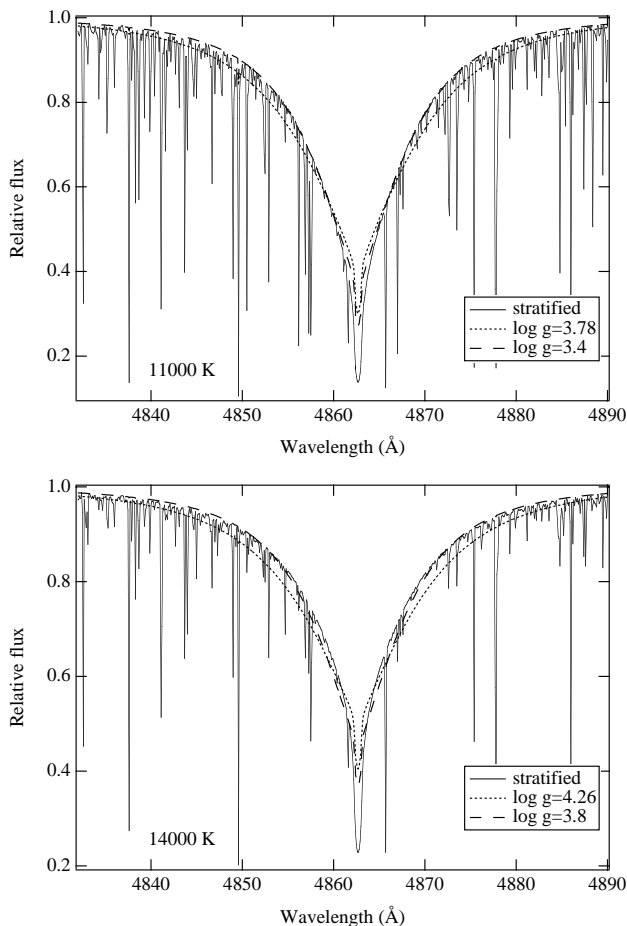 1.0
0.8
0.6
0.4
0.2
Relative flux
stratified
log g=3.78
log g=3.4
11000 K
4840 4850 4860 4870 4880 4890
Wavelength (Å)
1.0
0.8
0.6
0.4
0.2
Relative flux
stratified
log g=4.26
log g=3.8
14000 K
4840 4850 4860 4870 4880 4890
Wavelength (Å)